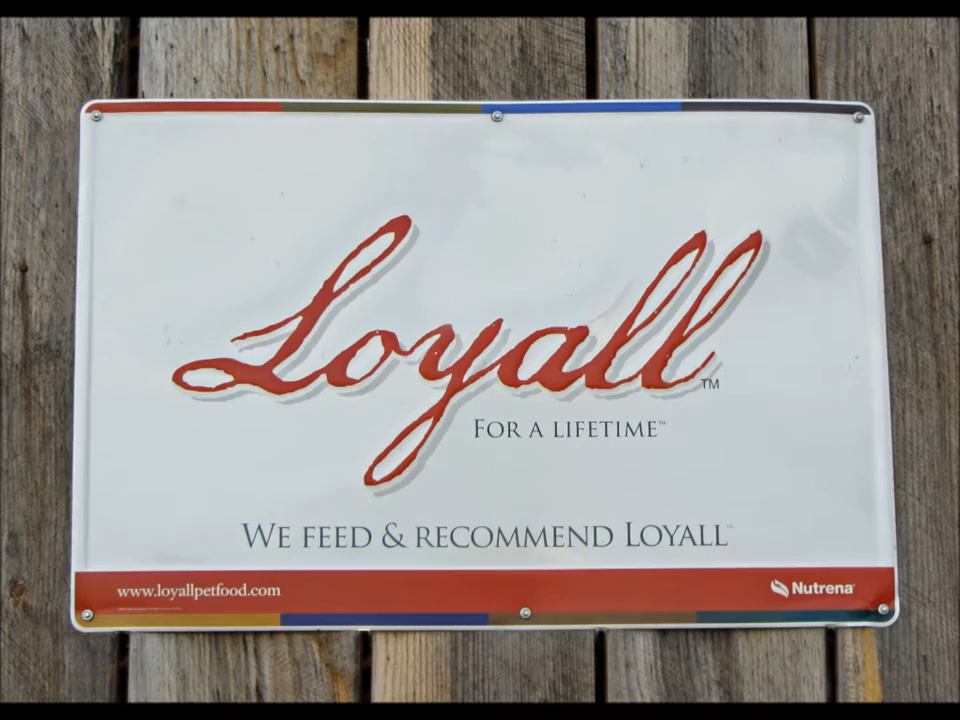 Loyall™
FOR A LIFETIME™
WE FEED & RECOMMEND LOYALL™
www.loyallpetfood.com
Nutrena®